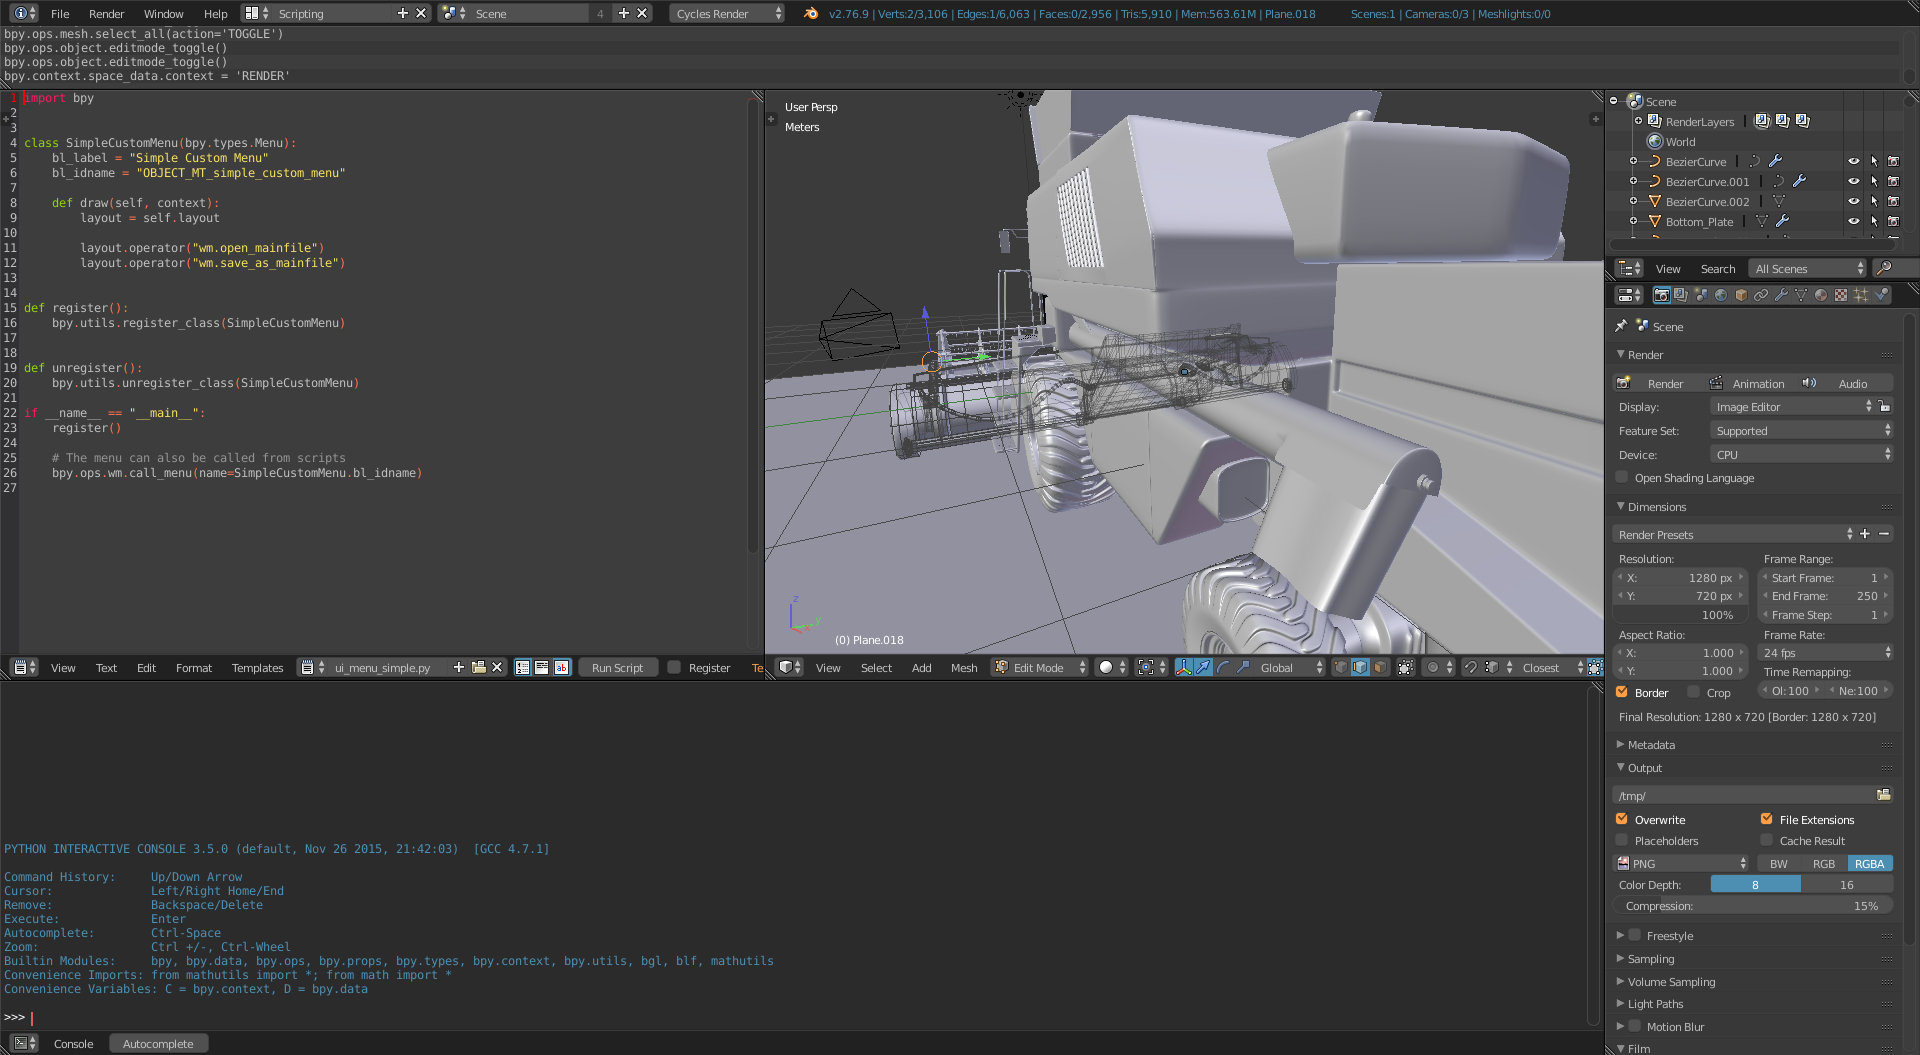 File Render Window Help Scripting Scene 4 Cycles Render v2.76.9 | Verts:2/3,106 | Edges:1/6,063 | Faces:0/2,956 | Tris:5,910 | Mem:563.61M | Plane.018 Scenes:1 | Cameras:0/3 | Meshlights:0/0
bpy.ops.mesh.select_all(action='TOGGLE')
bpy.ops.object.editmode_toggle()
bpy.ops.object.editmode_toggle()
bpy.context.space_data.context = 'RENDER'
1 import bpy
2
3
4 class SimpleCustomMenu(bpy.types.Menu):
5 bl_label = "Simple Custom Menu"
6 bl_idname = "OBJECT_MT_simple_custom_menu"
7
8 def draw(self, context):
9 layout = self.layout
10
11 layout.operator("wm.open_mainfile")
12 layout.operator("wm.save_as_mainfile")
13
14
15 def register():
16 bpy.utils.register_class(SimpleCustomMenu)
17
18
19 def unregister():
20 bpy.utils.unregister_class(SimpleCustomMenu)
21
22 if __name__ == "__main__":
23 register()
24
25 # The menu can also be called from scripts
26 bpy.ops.wm.call_menu(name=SimpleCustomMenu.bl_idname)
27
View Text Edit Format Templates ui_menu_simple.py Run Script Register Te
User Persp
Meters
z
y
(0) Plane.018
View Select Add Mesh Edit Mode Global Closest
PYTHON INTERACTIVE CONSOLE 3.5.0 (default, Nov 26 2015, 21:42:03) [GCC 4.7.1]
Command History: Up/Down Arrow
Cursor: Left/Right Home/End
Remove: Backspace/Delete
Execute: Enter
Autocomplete: Ctrl-Space
Zoom: Ctrl +/-, Ctrl-Wheel
Builtin Modules: bpy, bpy.data, bpy.ops, bpy.props, bpy.types, bpy.context, bpy.utils, bgl, blf, mathutils
Convenience Imports: from mathutils import *; from math import *
Convenience Variables: C = bpy.context, D = bpy.data
>>>
Console Autocomplete
Scene
RenderLayers
World
BezierCurve
BezierCurve.001
BezierCurve.002
Bottom_Plate
View Search All Scenes
Scene
Render
Render Animation Audio
Display: Image Editor
Feature Set: Supported
Device: CPU
Open Shading Language
Dimensions
Render Presets
Resolution: Frame Range:
X: 1280 px Start Frame: 1
Y: 720 px End Frame: 250
100% Frame Step: 1
Aspect Ratio: Frame Rate:
X: 1.000 24 fps
Y: 1.000 Time Remapping:
Border Crop Ol:100 Ne:100
Final Resolution: 1280 x 720 [Border: 1280 x 720]
Metadata
Output
/tmp/
Overwrite File Extensions
Placeholders Cache Result
PNG BW RGB RGBA
Color Depth: 8 16
Compression: 15%
Freestyle
Sampling
Volume Sampling
Light Paths
Motion Blur
Film